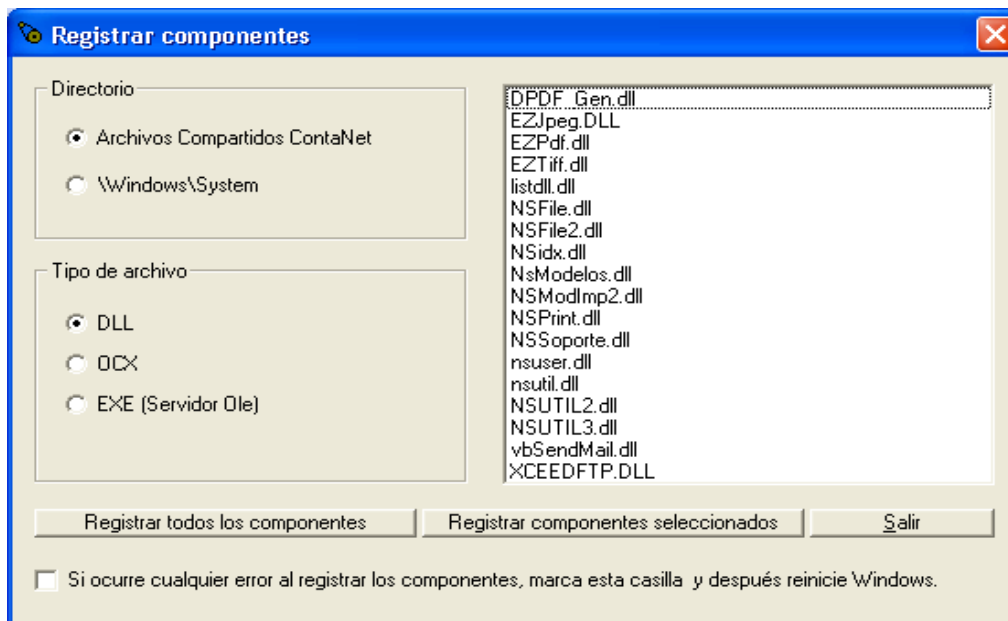 Registrar componentes
Directorio
Archivos Compartidos ContaNet
\Windows\System
Tipo de archivo
DLL
OCX
EXE (Servidor Ole)
DPDF_Gen.dll
EZJpeg.DLL
EZPdf.dll
EZTiff.dll
listdll.dll
NSFile.dll
NSFile2.dll
NSidx.dll
NsModelos.dll
NSModImp2.dll
NSPrint.dll
NSSoporte.dll
nsuser.dll
nsutil.dll
NSUTIL2.dll
NSUTIL3.dll
vbSendMail.dll
XCEEDFTP.DLL
Registrar todos los componentes
Registrar componentes seleccionados
Salir
Si ocurre cualquier error al registrar los componentes, marca esta casilla y después reinicie Windows.